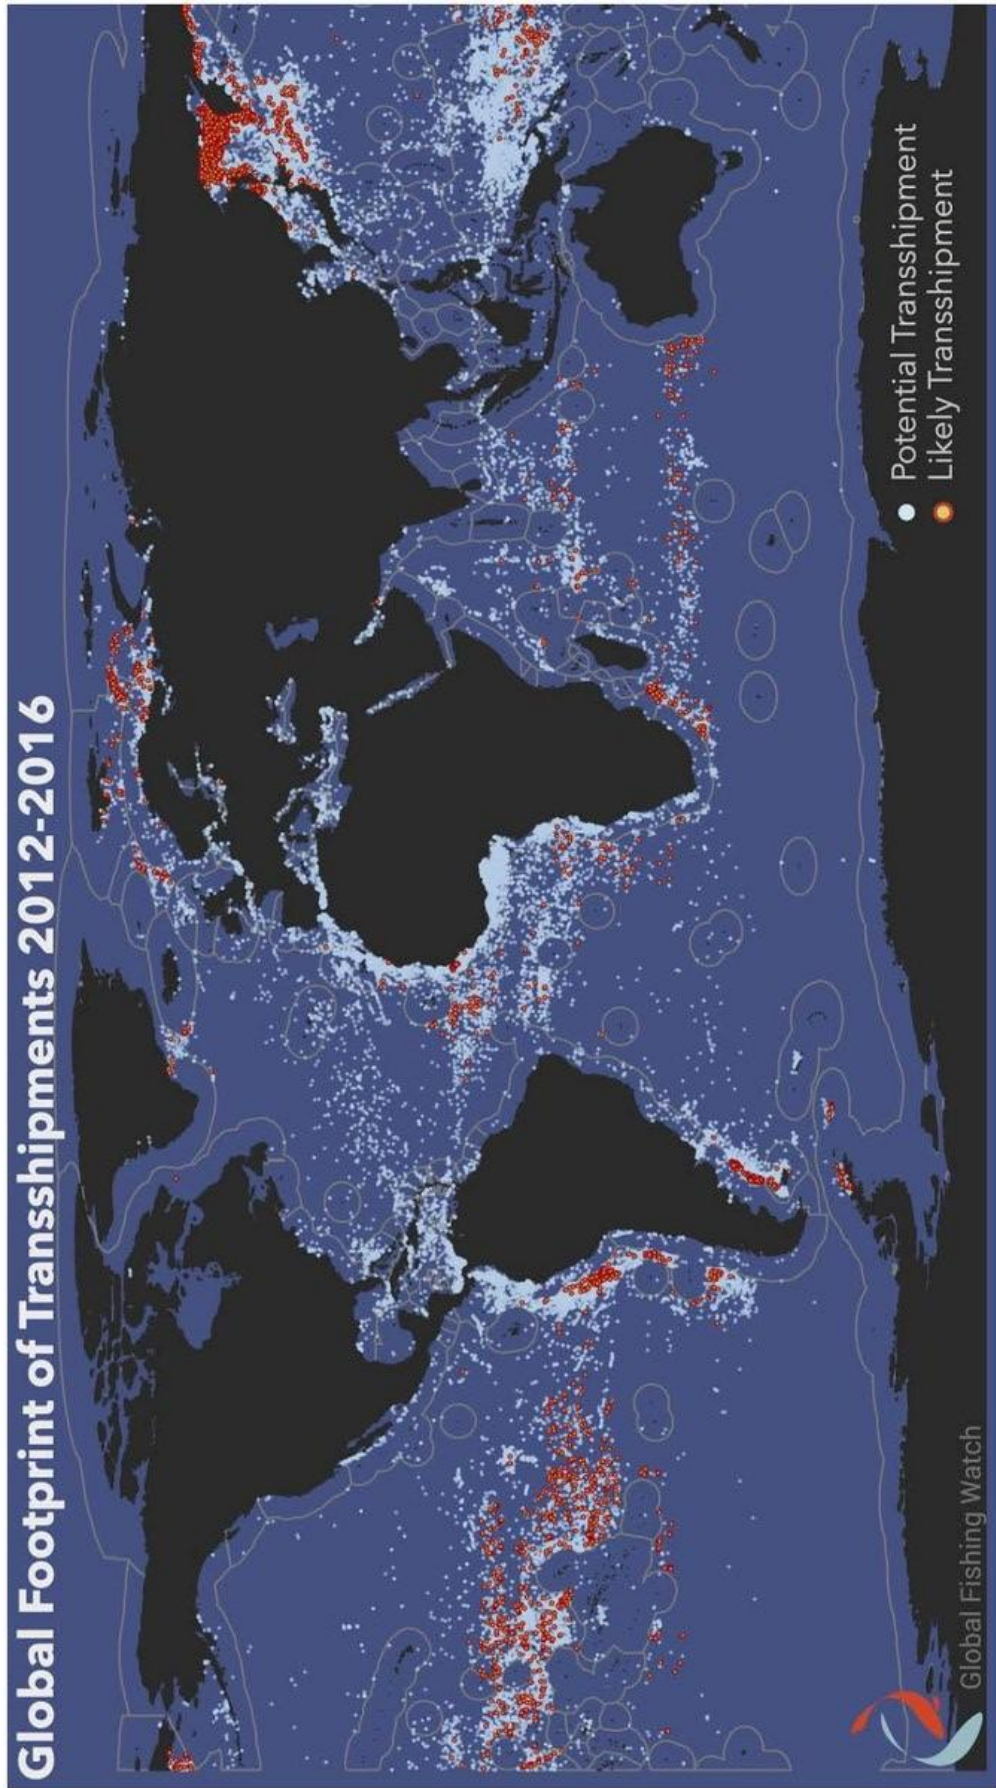 Global Footprint of Transshipments 2012-2016
Potential Transshipment
Likely Transshipment
Global Fishing Watch